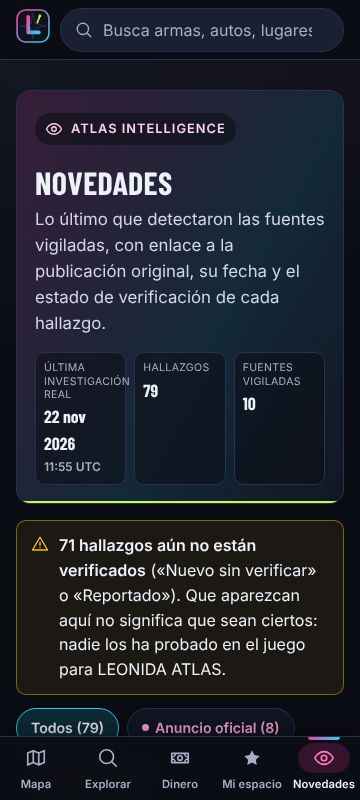 Busca armas, autos, lugares
ATLAS INTELLIGENCE
NOVEDADES
Lo último que detectaron las fuentes
vigiladas, con enlace a la
publicación original, su fecha y el
estado de verificación de cada
hallazgo.
ÚLTIMA
INVESTIGACIÓN
REAL
22 nov
2026
11:55 UTC
HALLAZGOS
79
FUENTES
VIGILADAS
10
71 hallazgos aún no están
verificados («Nuevo sin verificar»
o «Reportado»). Que aparezcan
aquí no significa que sean ciertos:
nadie los ha probado en el juego
para LEONIDA ATLAS.
Todos (79)
Anuncio oficial (8)
Mapa
Explorar
Dinero
Mi espacio
Novedades